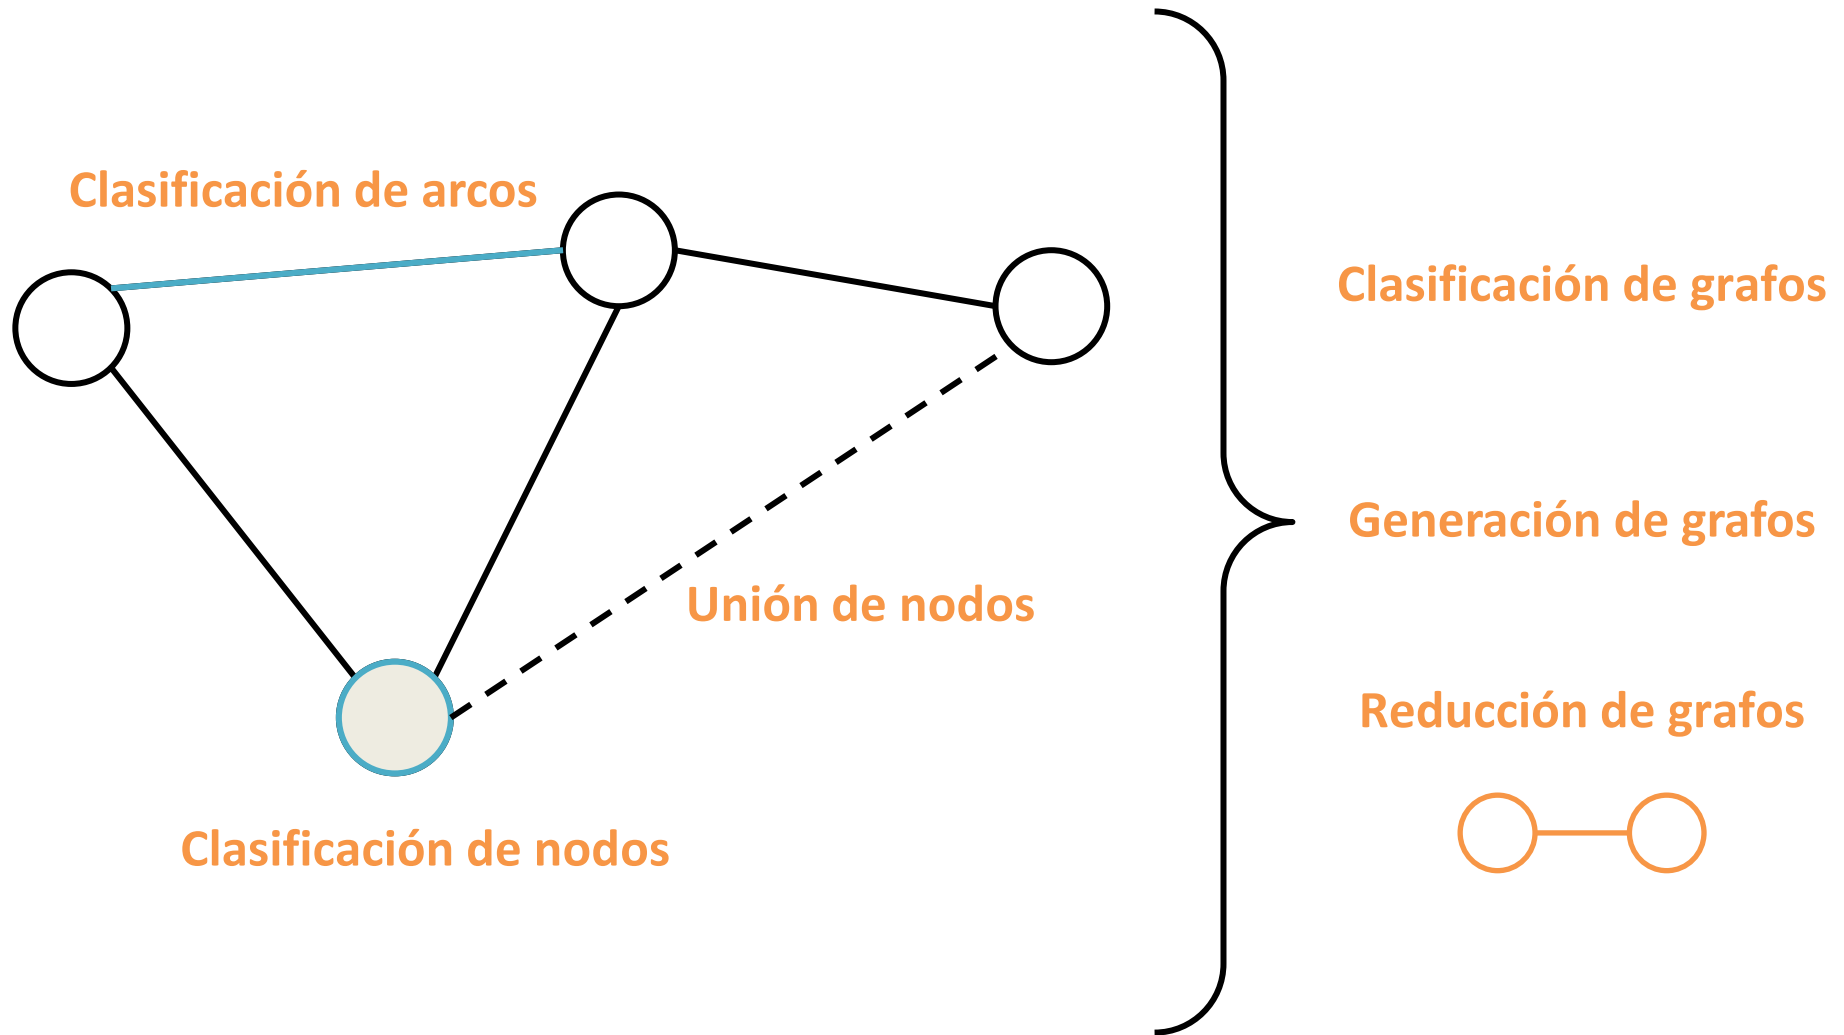 Clasificación de arcos
Unión de nodos
Clasificación de nodos
Clasificación de grafos
Generación de grafos
Reducción de grafos